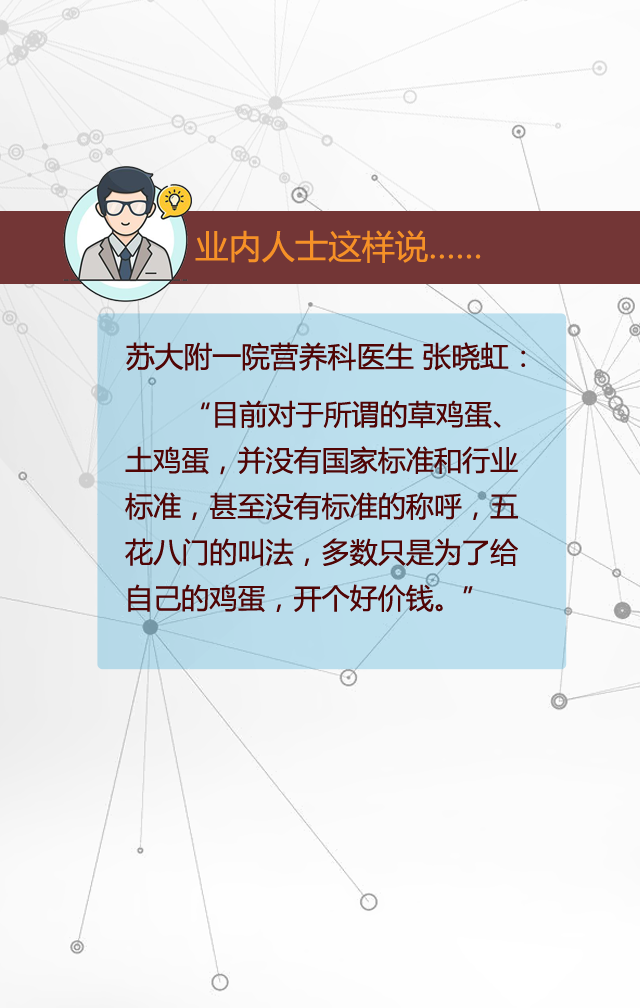 业内人士这样说……
苏大附一院营养科医生 张晓虹：
“目前对于所谓的草鸡蛋、
土鸡蛋，并没有国家标准和行业
标准，甚至没有标准的称呼，五
花八门的叫法，多数只是为了给
自己的鸡蛋，开个好价钱。”